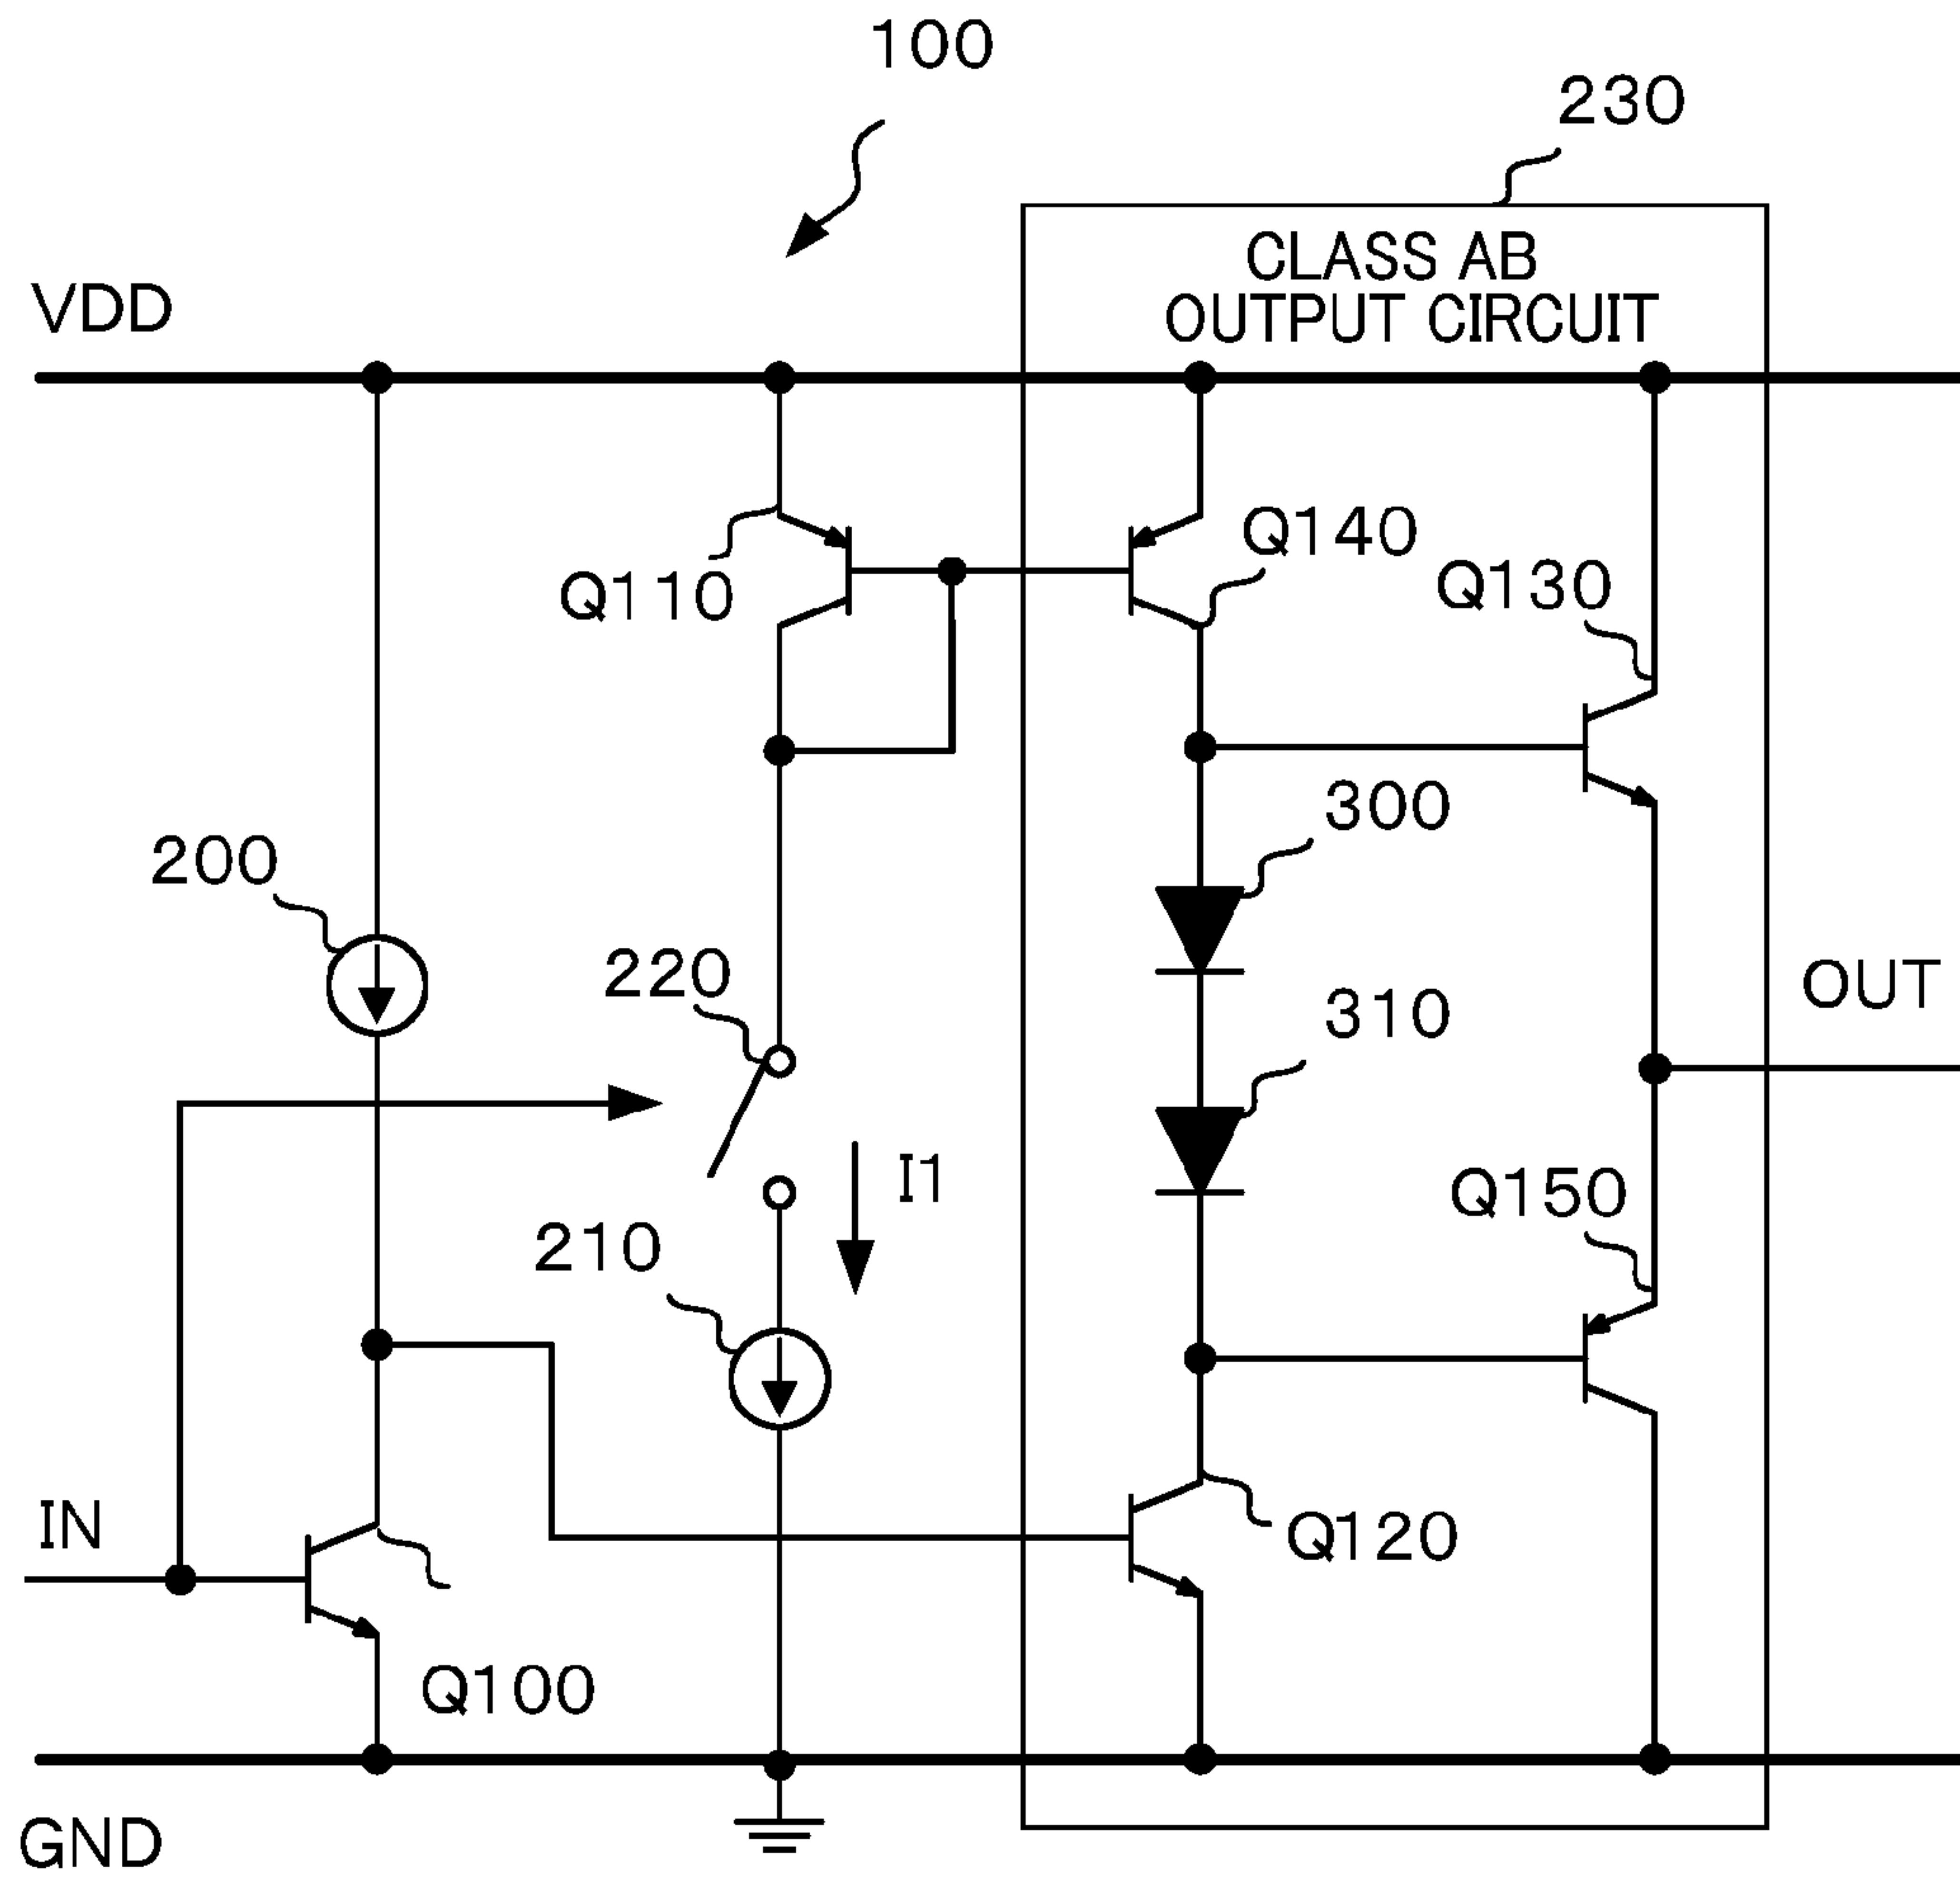 100
230
CLASS AB
OUTPUT CIRCUIT
VDD
Q140
Q130
Q110
300
200
220
310
OUT
I1
Q150
210
IN
Q120
Q100
GND